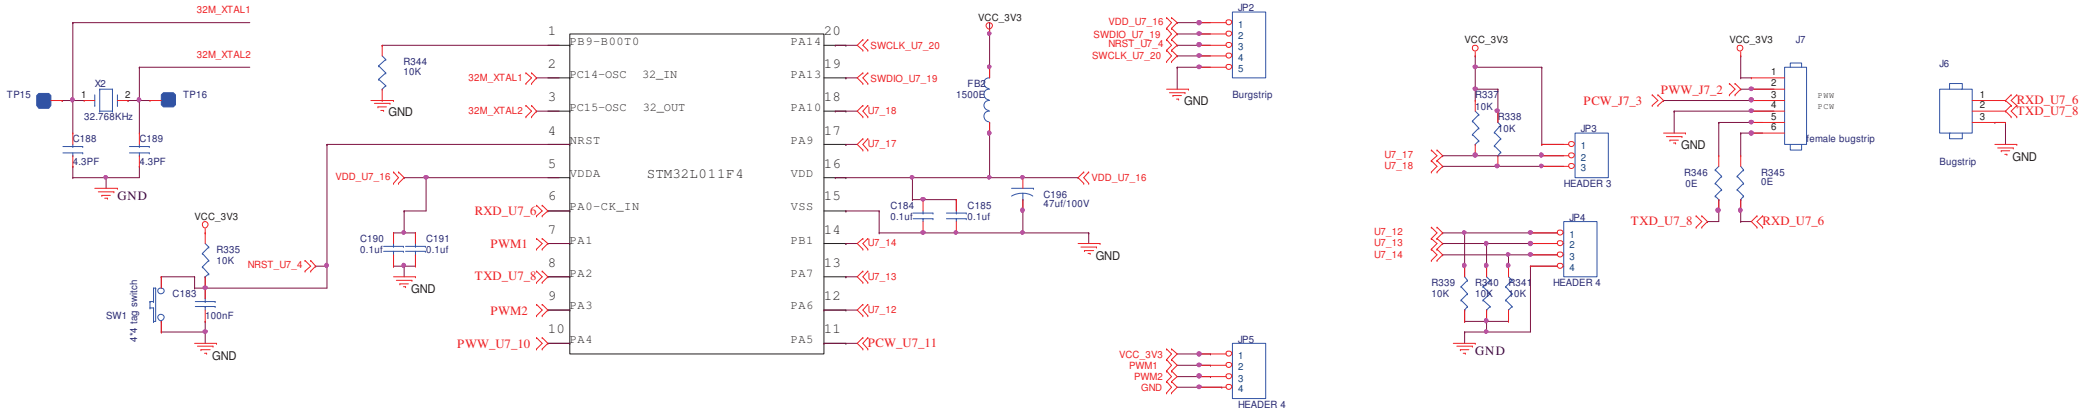 32M_XTAL1
32M_XTAL2
TP15
1
X2
2
TP16
32.768KHz
C188
4.3PF
C189
4.3PF
GND
VCC_3V3
R335
10K
NRST_U7_4
C183
100nF
SW1
4*4 tag switch
GND
R344
10K
GND
32M_XTAL1
32M_XTAL2
VDD_U7_16
C190
0.1uf
C191
0.1uf
GND
RXD_U7_6
PWM1
TXD_U7_8
PWM2
PWW_U7_10
1
PB9-B00T0
2
PC14-OSC 32_IN
3
PC15-OSC 32_OUT
4
NRST
5
VDDA
6
PA0-CK_IN
7
PA1
8
PA2
9
PA3
10
PA4
STM32L011F4
20
PA14
SWCLK_U7_20
19
PA13
SWDIO_U7_19
18
PA10
U7_18
17
PA9
U7_17
16
VDD
VDD_U7_16
15
VSS
14
PB1
U7_14
13
PA7
U7_13
12
PA6
U7_12
11
PA5
PCW_U7_11
VCC_3V3
FB2
1500E
C184
0.1uf
C185
0.1uf
C196
47uf/100V
GND
JP2
VDD_U7_16
SWDIO_U7_19
NRST_U7_4
SWCLK_U7_20
1
2
3
4
5
GND
Burgstrip
JP5
VCC_3V3
PWM1
PWM2
GND
1
2
3
4
HEADER 4
VCC_3V3
R337
10K
R338
10K
JP3
U7_17
U7_18
1
2
3
HEADER 3
JP4
U7_12
U7_13
U7_14
1
2
3
4
HEADER 4
R339
10K
R340
10K
R341
10K
GND
VCC_3V3
J7
PWW_J7_2
PCW_J7_3
1
2
3
4
5
6
PWW
PCW
GND
female bugstrip
R346
0E
R345
0E
TXD_U7_8
RXD_U7_6
J6
1
2
3
RXD_U7_6
TXD_U7_8
GND
Bugstrip